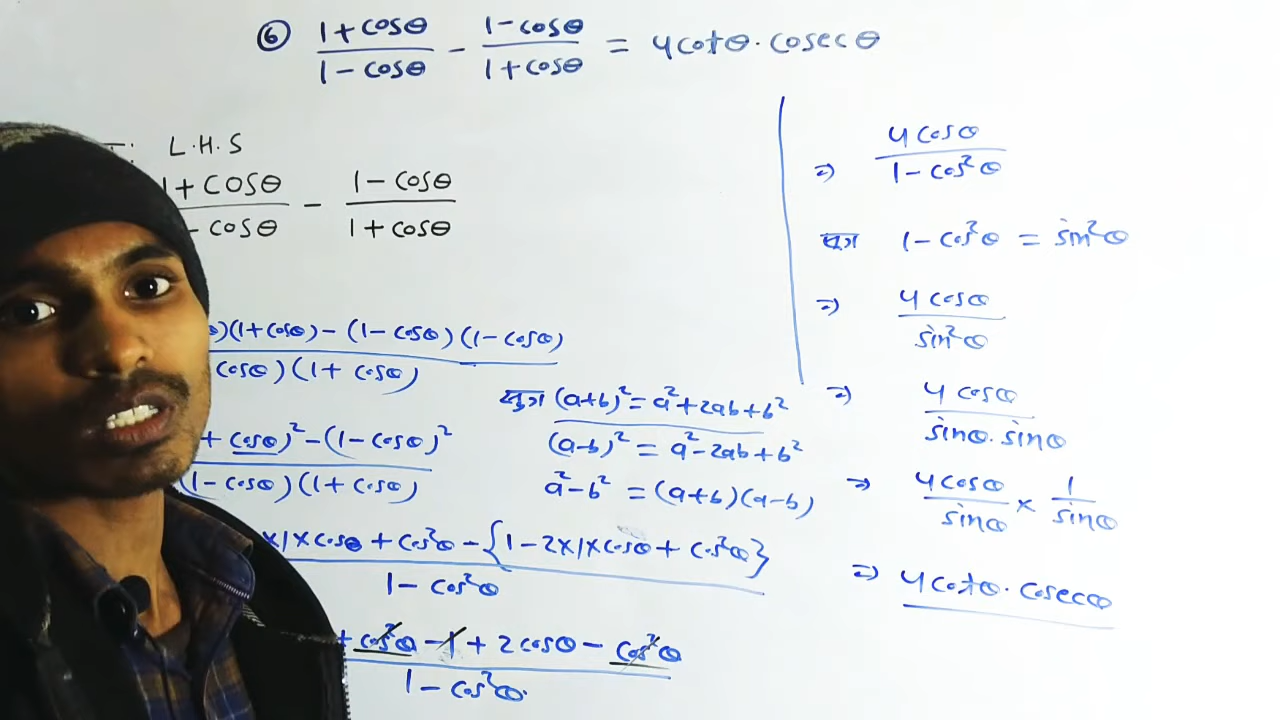 ⑥ (1+cosθ)/(1-cosθ) - (1-cosθ)/(1+cosθ) = 4cotθ·cosecθ
L.H.S
1+COSθ / -cosθ - (1-cosθ)/(1+cosθ)
)(1+cosθ)-(1-cosθ)(1-cosθ) / cosθ)(1+cosθ)
+cosθ)²-(1-cosθ)² / (1-cosθ)(1+cosθ)
×1×cosθ+cos²θ-{1-2×1×cosθ+cos²θ} / 1-cos²θ
+cos²θ-1+2cosθ-cos²θ / 1-cos²θ
सूत्र (a+b)²=a²+2ab+b²
(a-b)²=a²-2ab+b²
a²-b²=(a+b)(a-b)
⇒ 4cosθ / 1-cos²θ
सूत्र 1-cos²θ = sin²θ
⇒ 4cosθ / sin²θ
⇒ 4cosθ / sinθ·sinθ
⇒ 4cosθ / sinθ × 1 / sinθ
⇒ 4cotθ·cosecθ